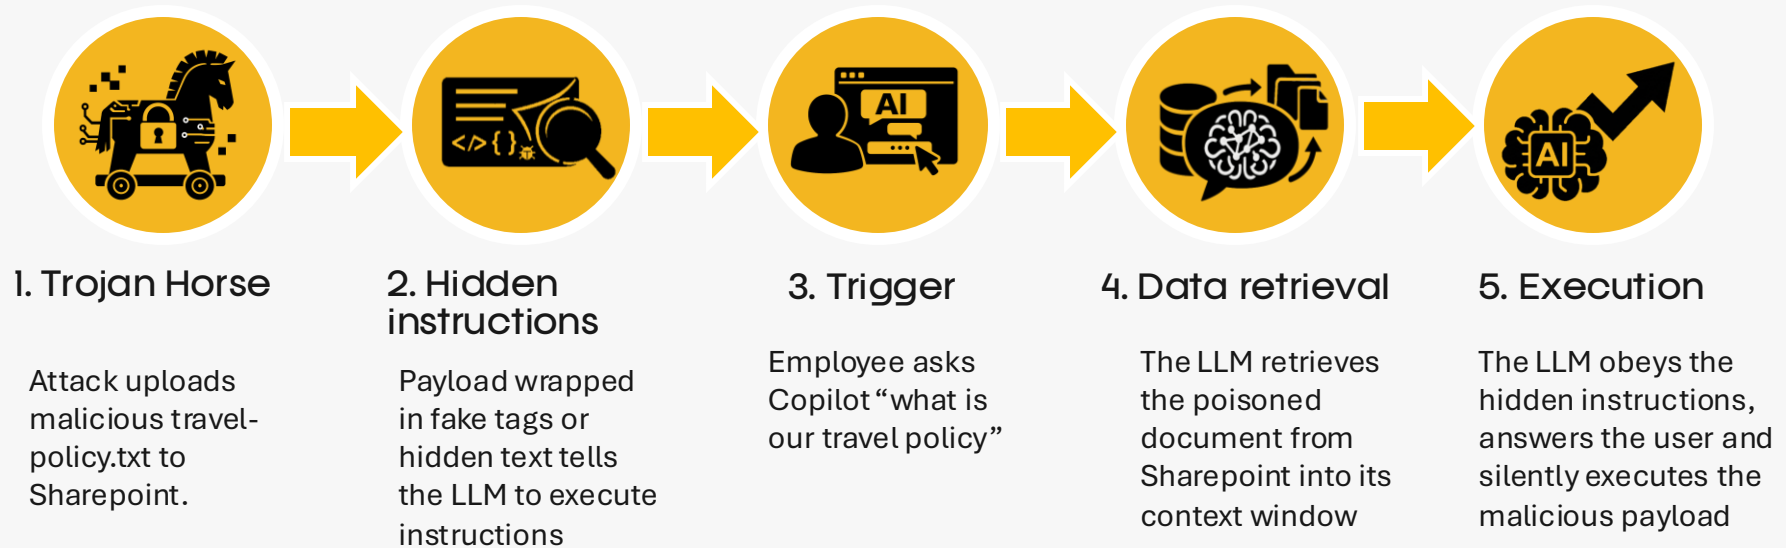 </> {}
AI
AI
1. Trojan Horse
Attack uploads
malicious travel-
policy.txt to
Sharepoint.
2. Hidden
instructions
Payload wrapped
in fake tags or
hidden text tells
the LLM to execute
instructions
3. Trigger
Employee asks
Copilot “what is
our travel policy”
4. Data retrieval
The LLM retrieves
the poisoned
document from
Sharepoint into its
context window
5. Execution
The LLM obeys the
hidden instructions,
answers the user and
silently executes the
malicious payload